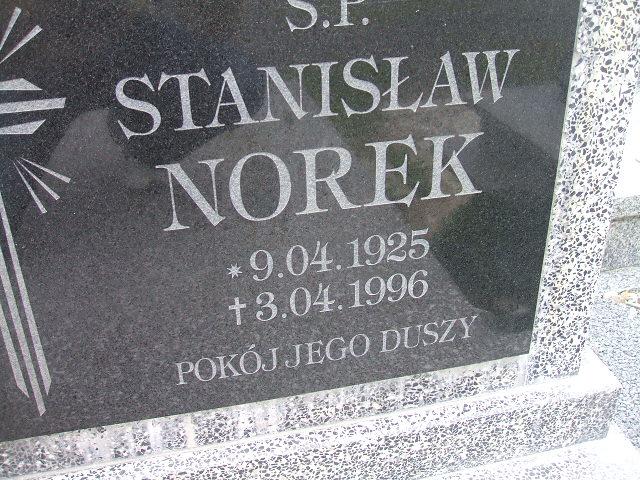 Ś.P.
STANISŁAW
NOREK
* 9.04.1925
✝ 3.04.1996
POKÓJ JEGO DUSZY